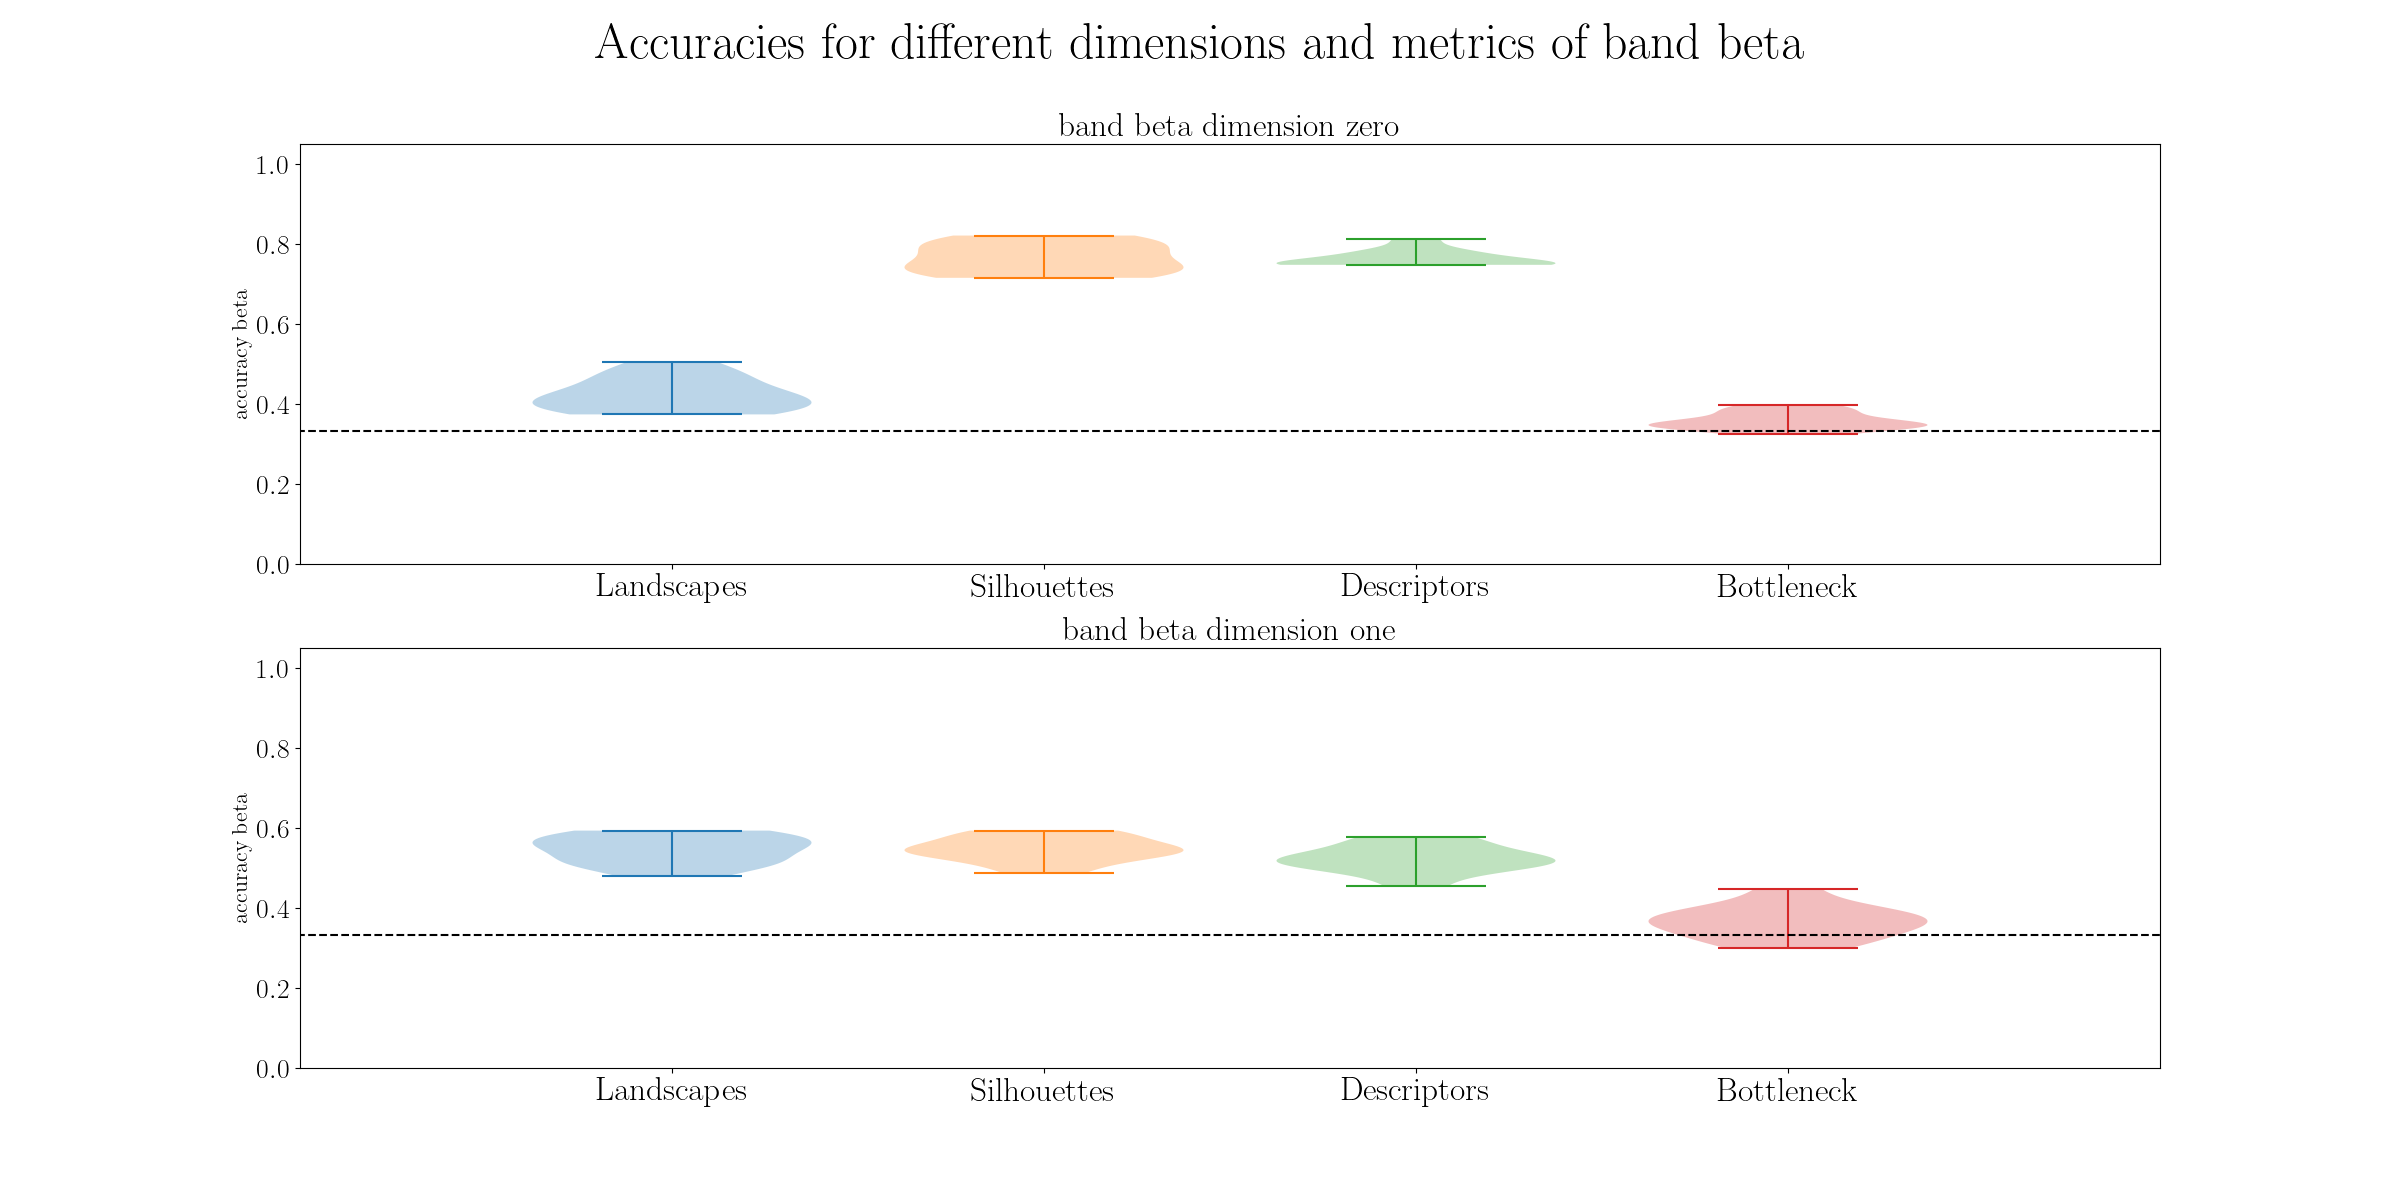 Accuracies for different dimensions and metrics of band beta
band beta dimension zero
1.0
0.8
0.6
0.4
0.2
0.0
accuracy beta
Landscapes Silhouettes Descriptors Bottleneck
band beta dimension one
1.0
0.8
0.6
0.4
0.2
0.0
accuracy beta
Landscapes Silhouettes Descriptors Bottleneck